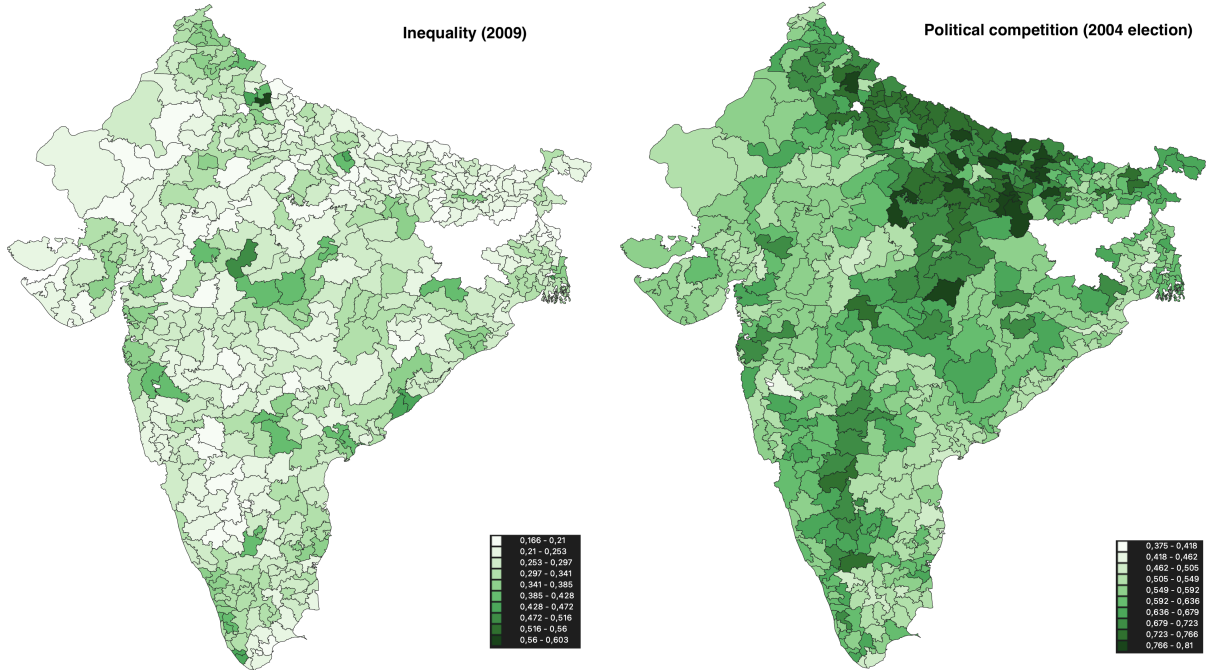 Inequality (2009)
Political competition (2004 election)
0,166 - 0,21
0,21 - 0,253
0,253 - 0,297
0,297 - 0,341
0,341 - 0,385
0,385 - 0,428
0,428 - 0,472
0,472 - 0,516
0,516 - 0,56
0,56 - 0,603
0,375 - 0,418
0,418 - 0,462
0,462 - 0,505
0,505 - 0,549
0,549 - 0,592
0,592 - 0,636
0,636 - 0,679
0,679 - 0,723
0,723 - 0,766
0,766 - 0,81